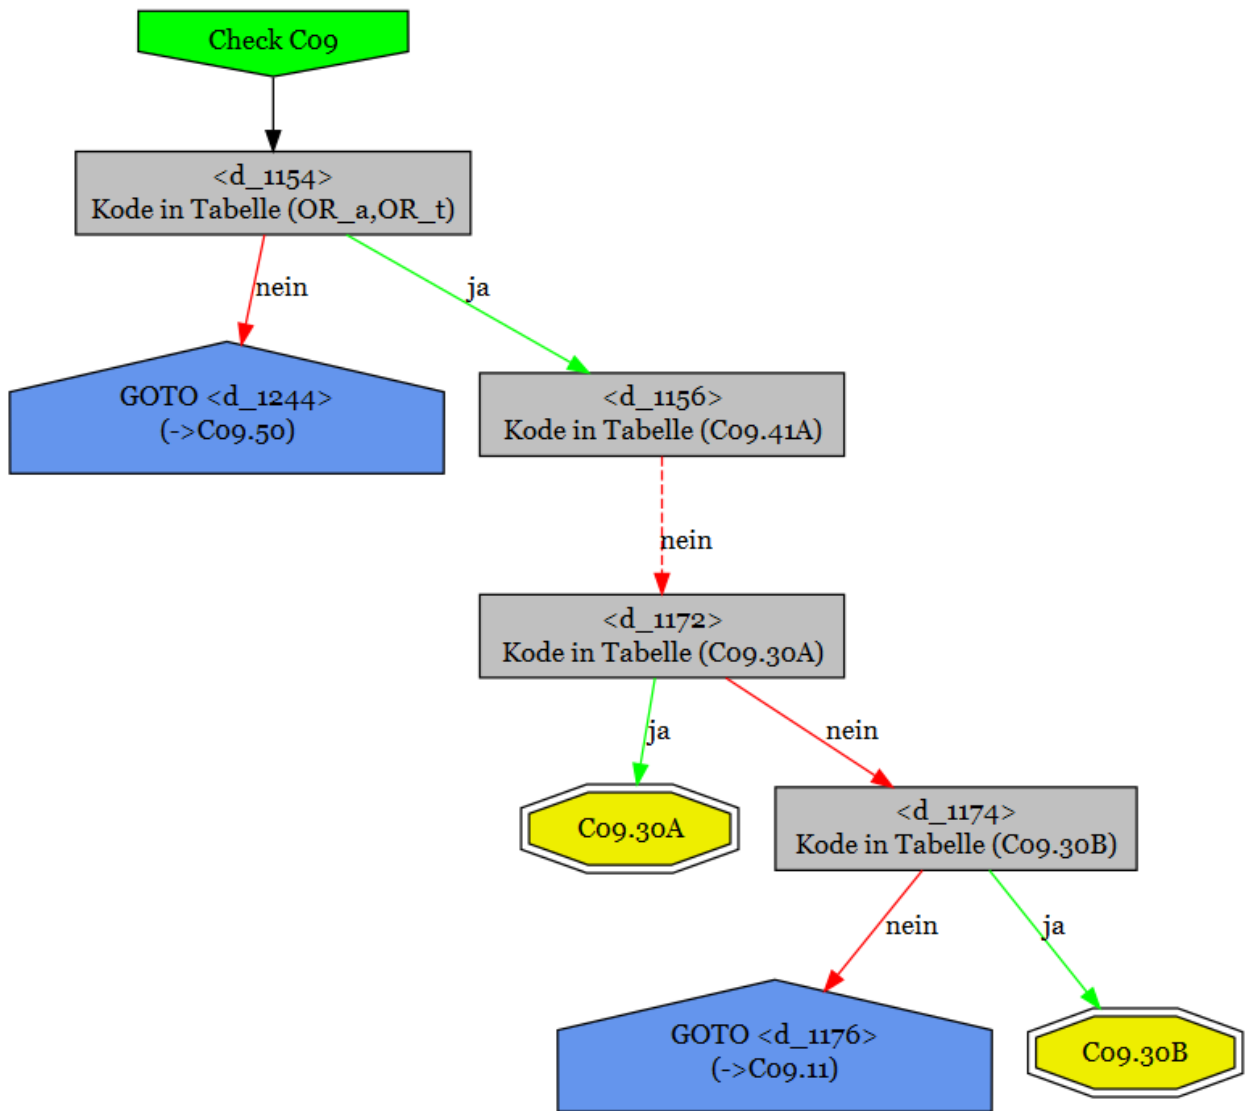 Check C09
<d_1154>
Kode in Tabelle (OR_a,OR_t)
nein
ja
GOTO <d_1244>
(->C09.50)
<d_1156>
Kode in Tabelle (C09.41A)
nein
<d_1172>
Kode in Tabelle (C09.30A)
ja
nein
C09.30A
<d_1174>
Kode in Tabelle (C09.30B)
nein
ja
GOTO <d_1176>
(->C09.11)
C09.30B